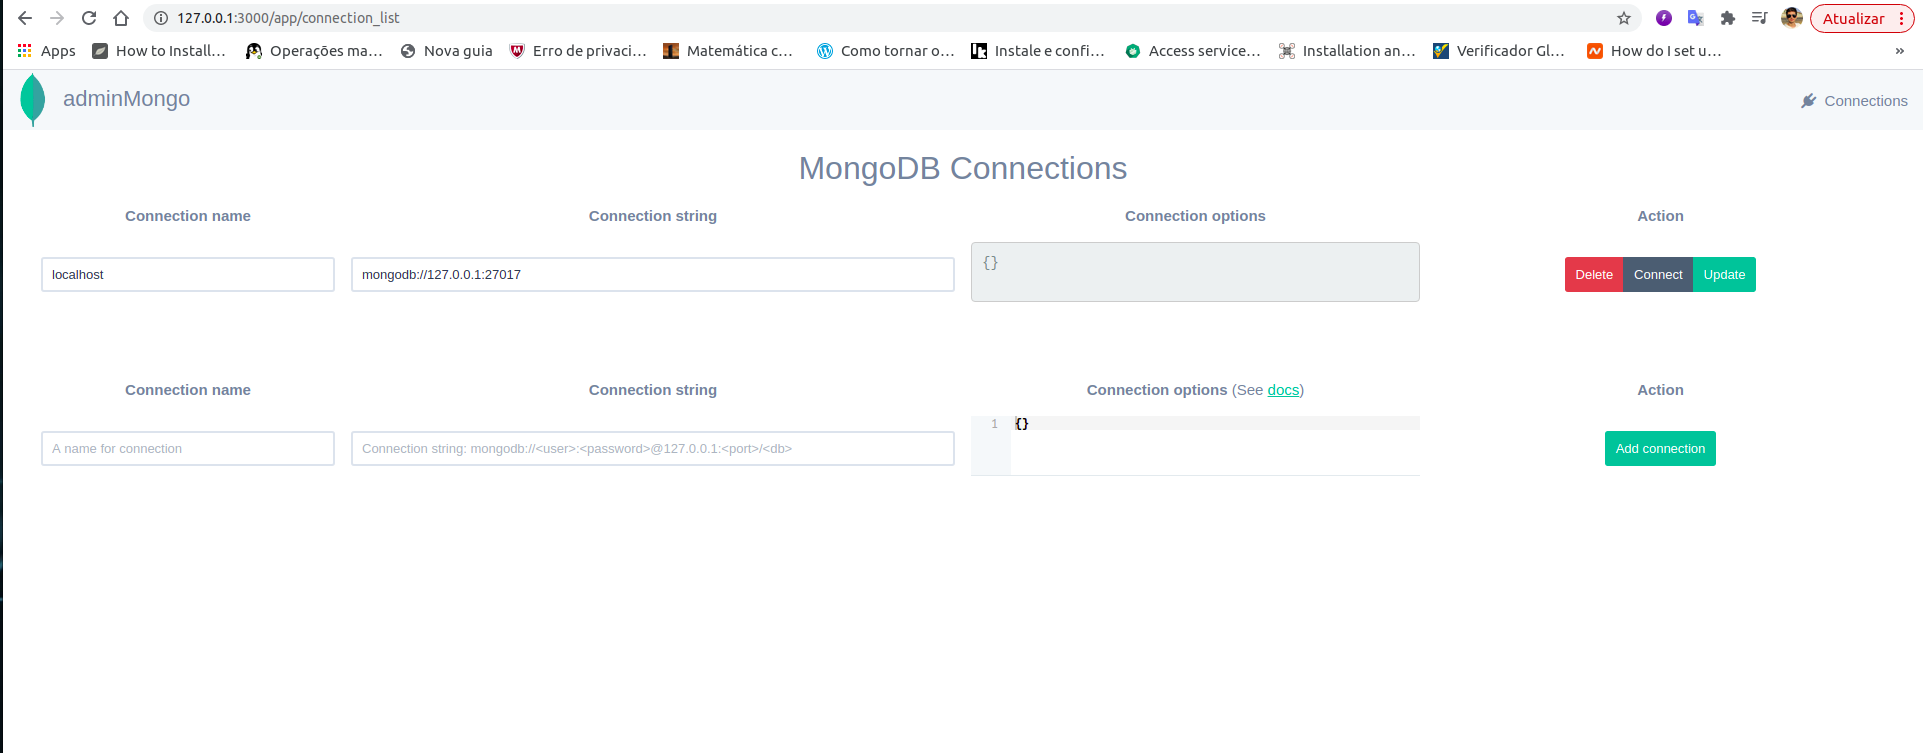 127.0.0.1:3000/app/connection_list
Atualizar
Apps
How to Install...
Operações ma...
Nova guia
Erro de privaci...
Matemática c...
Como tornar o...
Instale e confi...
Access service...
Installation an...
Verificador Gl...
How do I set u...
»
adminMongo
Connections
MongoDB Connections
Connection name Connection string Connection options Action
localhost mongodb://127.0.0.1:27017 {} Delete Connect Update
Connection name Connection string Connection options (See docs) Action
1 {}
A name for connection Connection string: mongodb://<user>:<password>@127.0.0.1:<port>/<db> Add connection